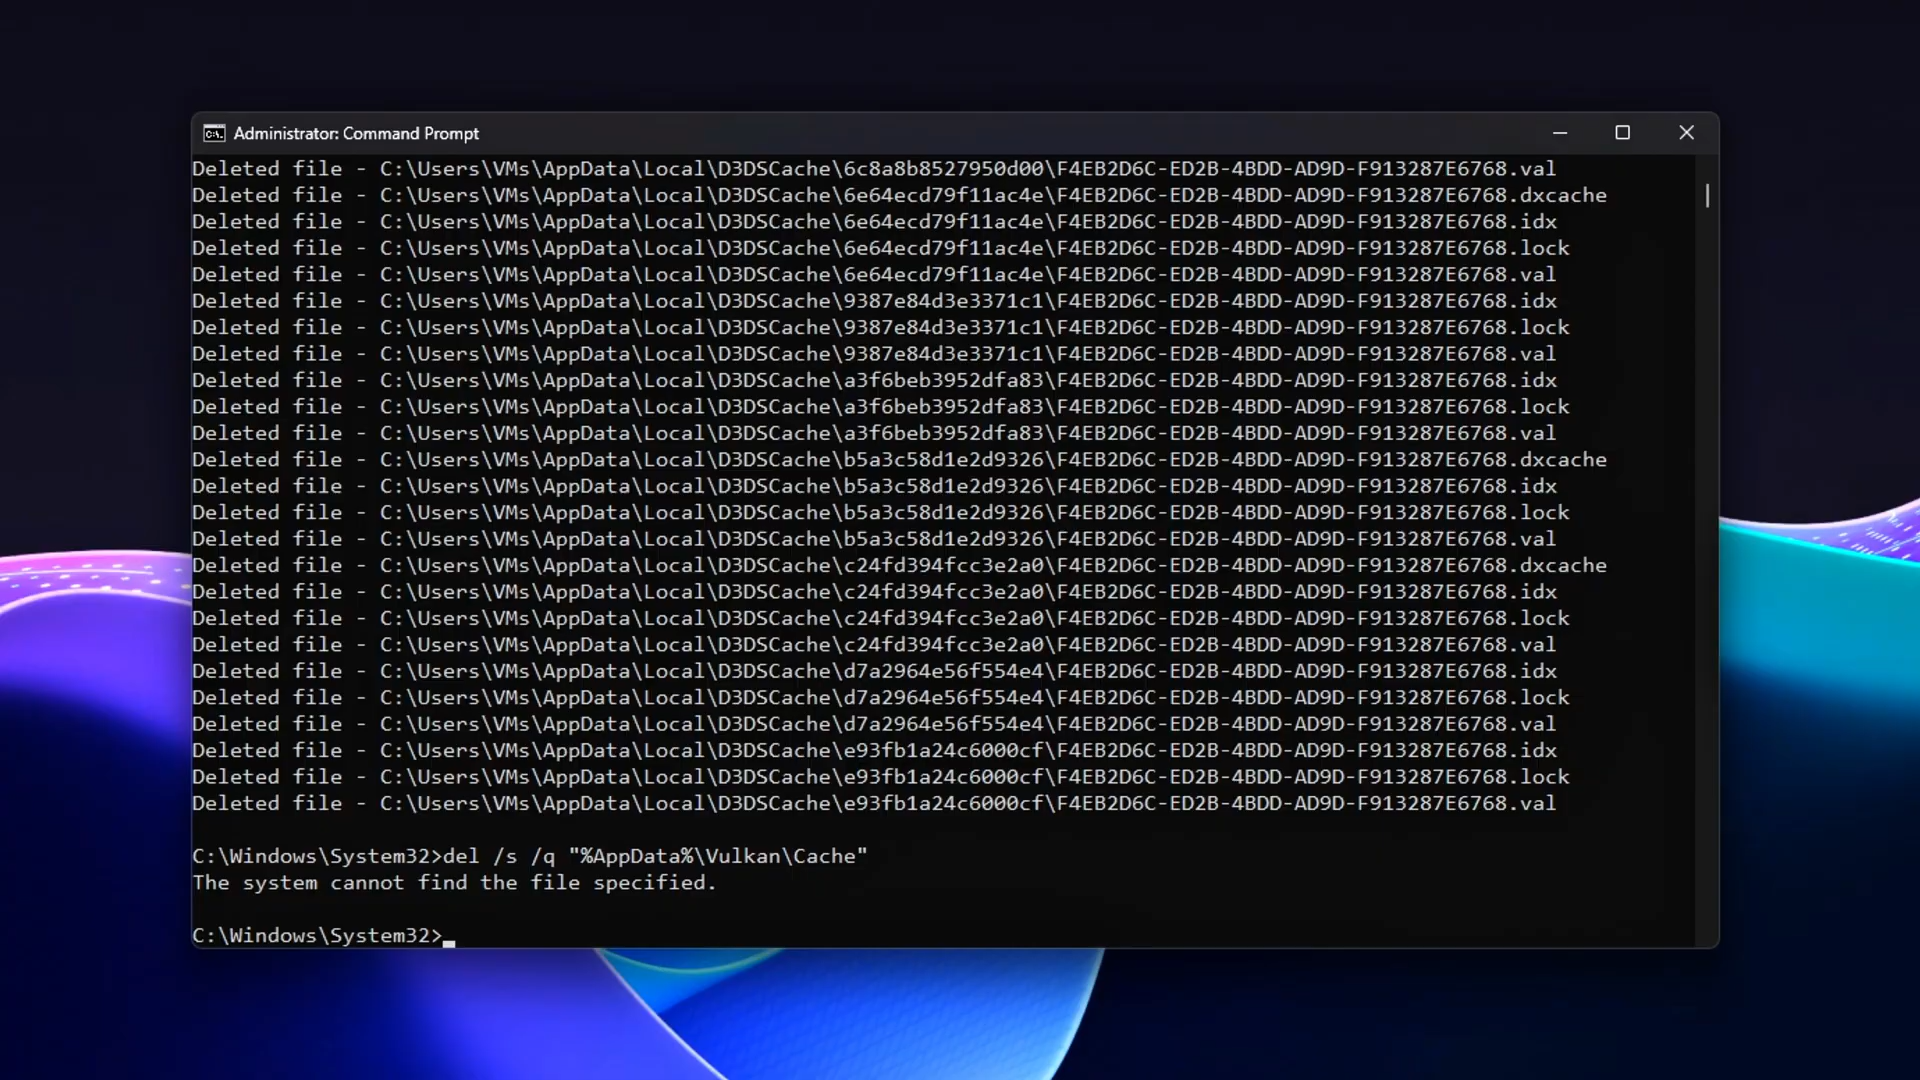 Administrator: Command Prompt
Deleted file - C:\Users\VMs\AppData\Local\D3DSCache\6c8a8b8527950d00\F4EB2D6C-ED2B-4BDD-AD9D-F913287E6768.val
Deleted file - C:\Users\VMs\AppData\Local\D3DSCache\6e64ecd79f11ac4e\F4EB2D6C-ED2B-4BDD-AD9D-F913287E6768.dxcache
Deleted file - C:\Users\VMs\AppData\Local\D3DSCache\6e64ecd79f11ac4e\F4EB2D6C-ED2B-4BDD-AD9D-F913287E6768.idx
Deleted file - C:\Users\VMs\AppData\Local\D3DSCache\6e64ecd79f11ac4e\F4EB2D6C-ED2B-4BDD-AD9D-F913287E6768.lock
Deleted file - C:\Users\VMs\AppData\Local\D3DSCache\6e64ecd79f11ac4e\F4EB2D6C-ED2B-4BDD-AD9D-F913287E6768.val
Deleted file - C:\Users\VMs\AppData\Local\D3DSCache\9387e84d3e3371c1\F4EB2D6C-ED2B-4BDD-AD9D-F913287E6768.idx
Deleted file - C:\Users\VMs\AppData\Local\D3DSCache\9387e84d3e3371c1\F4EB2D6C-ED2B-4BDD-AD9D-F913287E6768.lock
Deleted file - C:\Users\VMs\AppData\Local\D3DSCache\9387e84d3e3371c1\F4EB2D6C-ED2B-4BDD-AD9D-F913287E6768.val
Deleted file - C:\Users\VMs\AppData\Local\D3DSCache\a3f6beb3952dfa83\F4EB2D6C-ED2B-4BDD-AD9D-F913287E6768.idx
Deleted file - C:\Users\VMs\AppData\Local\D3DSCache\a3f6beb3952dfa83\F4EB2D6C-ED2B-4BDD-AD9D-F913287E6768.lock
Deleted file - C:\Users\VMs\AppData\Local\D3DSCache\a3f6beb3952dfa83\F4EB2D6C-ED2B-4BDD-AD9D-F913287E6768.val
Deleted file - C:\Users\VMs\AppData\Local\D3DSCache\b5a3c58d1e2d9326\F4EB2D6C-ED2B-4BDD-AD9D-F913287E6768.dxcache
Deleted file - C:\Users\VMs\AppData\Local\D3DSCache\b5a3c58d1e2d9326\F4EB2D6C-ED2B-4BDD-AD9D-F913287E6768.idx
Deleted file - C:\Users\VMs\AppData\Local\D3DSCache\b5a3c58d1e2d9326\F4EB2D6C-ED2B-4BDD-AD9D-F913287E6768.lock
Deleted file - C:\Users\VMs\AppData\Local\D3DSCache\b5a3c58d1e2d9326\F4EB2D6C-ED2B-4BDD-AD9D-F913287E6768.val
Deleted file - C:\Users\VMs\AppData\Local\D3DSCache\c24fd394fcc3e2a0\F4EB2D6C-ED2B-4BDD-AD9D-F913287E6768.dxcache
Deleted file - C:\Users\VMs\AppData\Local\D3DSCache\c24fd394fcc3e2a0\F4EB2D6C-ED2B-4BDD-AD9D-F913287E6768.idx
Deleted file - C:\Users\VMs\AppData\Local\D3DSCache\c24fd394fcc3e2a0\F4EB2D6C-ED2B-4BDD-AD9D-F913287E6768.lock
Deleted file - C:\Users\VMs\AppData\Local\D3DSCache\c24fd394fcc3e2a0\F4EB2D6C-ED2B-4BDD-AD9D-F913287E6768.val
Deleted file - C:\Users\VMs\AppData\Local\D3DSCache\d7a2964e56f554e4\F4EB2D6C-ED2B-4BDD-AD9D-F913287E6768.idx
Deleted file - C:\Users\VMs\AppData\Local\D3DSCache\d7a2964e56f554e4\F4EB2D6C-ED2B-4BDD-AD9D-F913287E6768.lock
Deleted file - C:\Users\VMs\AppData\Local\D3DSCache\d7a2964e56f554e4\F4EB2D6C-ED2B-4BDD-AD9D-F913287E6768.val
Deleted file - C:\Users\VMs\AppData\Local\D3DSCache\e93fb1a24c6000cf\F4EB2D6C-ED2B-4BDD-AD9D-F913287E6768.idx
Deleted file - C:\Users\VMs\AppData\Local\D3DSCache\e93fb1a24c6000cf\F4EB2D6C-ED2B-4BDD-AD9D-F913287E6768.lock
Deleted file - C:\Users\VMs\AppData\Local\D3DSCache\e93fb1a24c6000cf\F4EB2D6C-ED2B-4BDD-AD9D-F913287E6768.val
C:\Windows\System32>del /s /q "%AppData%\Vulkan\Cache"
The system cannot find the file specified.
C:\Windows\System32>